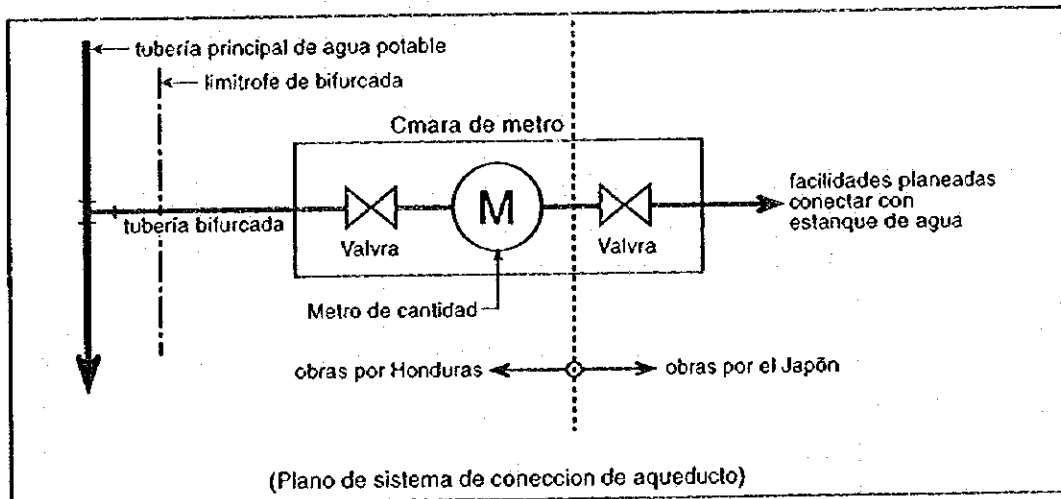 tubería principal de agua potable
limitrofe de bifurcada
Cmara de metro
M
tubería bifurcada
Valvra
Valvra
facilidades planeadas
conectar con
estanque de agua
Metro de cantidad
obras por Honduras
obras por el Japõn
(Plano de sistema de coneccion de aqueducto)